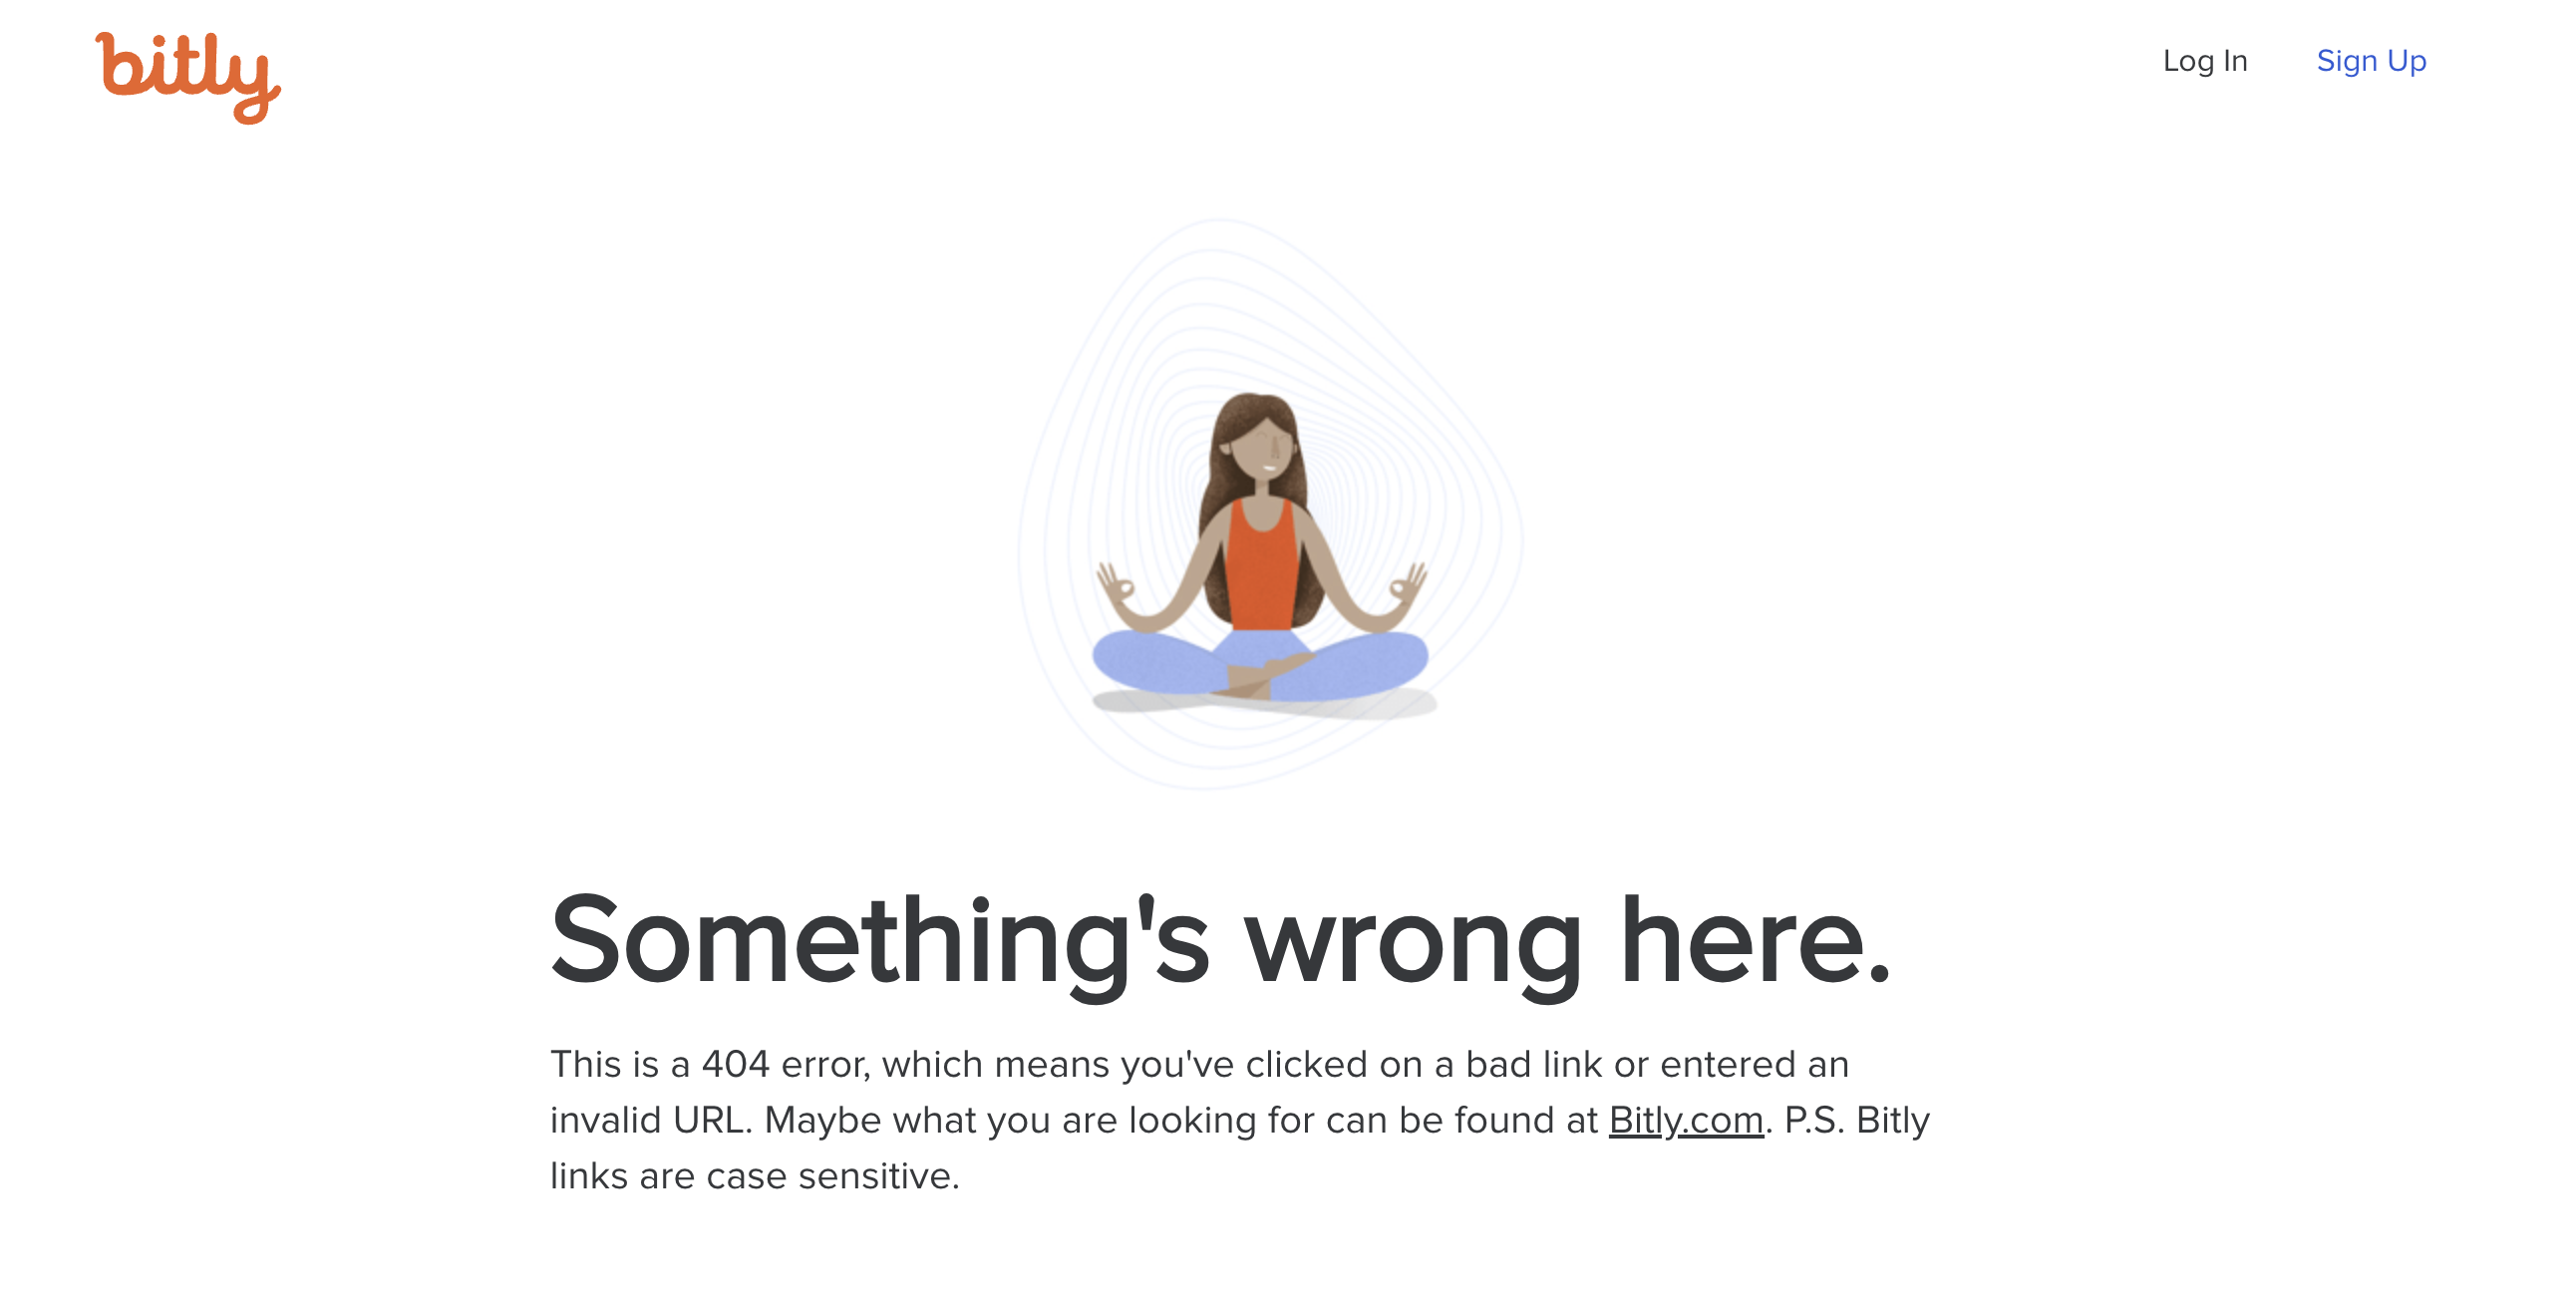 bitly
Log In
Sign Up
Something's wrong here.
This is a 404 error, which means you've clicked on a bad link or entered an
invalid URL. Maybe what you are looking for can be found at Bitly.com. P.S. Bitly
links are case sensitive.